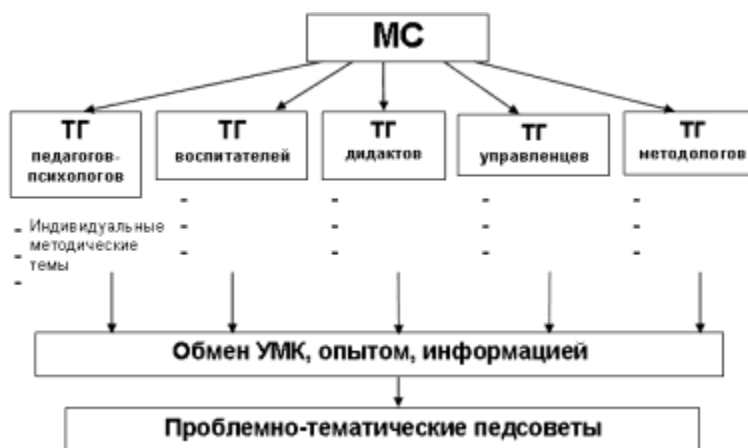 МС
ТГ
педагогов-
психологов
ТГ
воспитателей
ТГ
дидактов
ТГ
управленцев
ТГ
методологов
- Индивидуальные
- методические
темы
-
-
-
-
-
-
-
-
-
-
-
-
-
Обмен УМК, опытом, информацией
Проблемно-тематические педсоветы